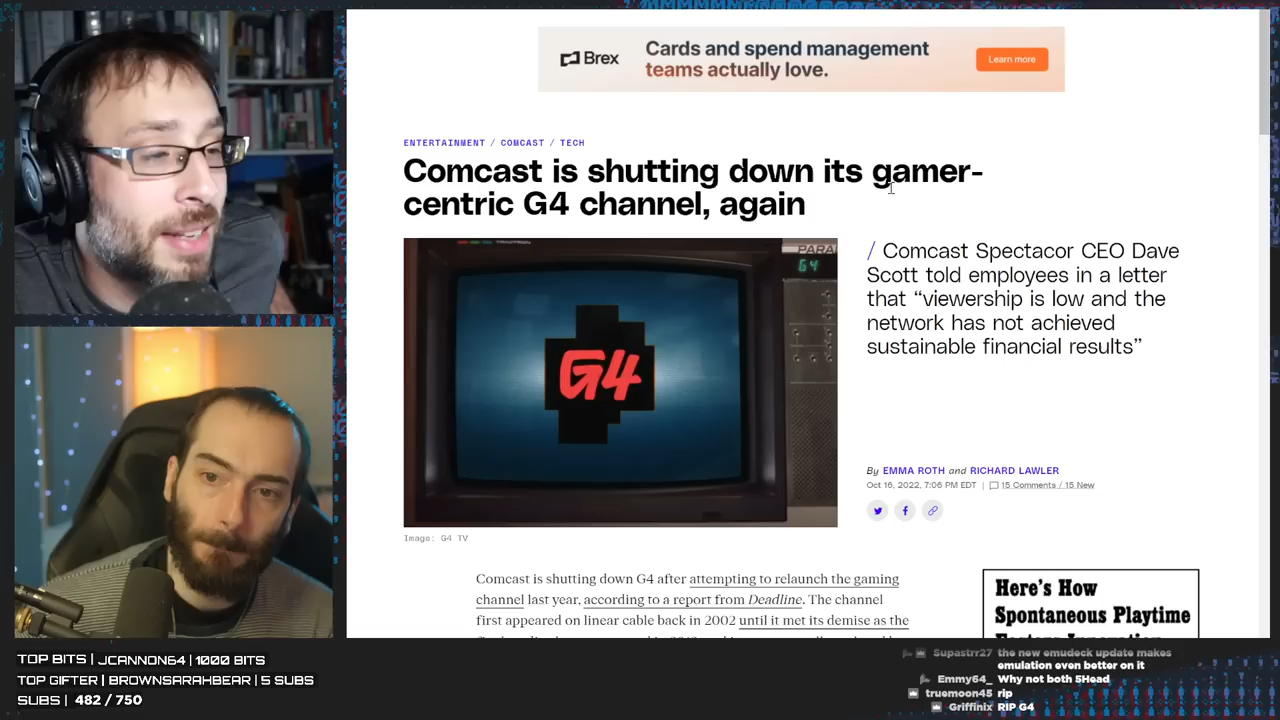 Brex
Cards and spend management
teams actually love.
Learn more
ENTERTAINMENT / COMCAST / TECH
Comcast is shutting down its gamer-
centric G4 channel, again
PARA
G4
G4
/ Comcast Spectacor CEO Dave
Scott told employees in a letter
that “viewership is low and the
network has not achieved
sustainable financial results”
By EMMA ROTH and RICHARD LAWLER
Oct 16, 2022, 7:06 PM EDT | 15 Comments / 15 New
Image: G4 TV
Comcast is shutting down G4 after attempting to relaunch the gaming
channel last year, according to a report from Deadline. The channel
first appeared on linear cable back in 2002 until it met its demise as the
Here's How
Spontaneous Playtime
TOP BITS | JCANNON64 | 1000 BITS
TOP GIFTER | BROWNSARAHBEAR | 5 SUBS
SUBS | 482 / 750
Supastrr27 the new emudeck update makes
emulation even better on it
Emmy64_ Why not both 5Head
truemoon45 rip
Griffinix RIP G4